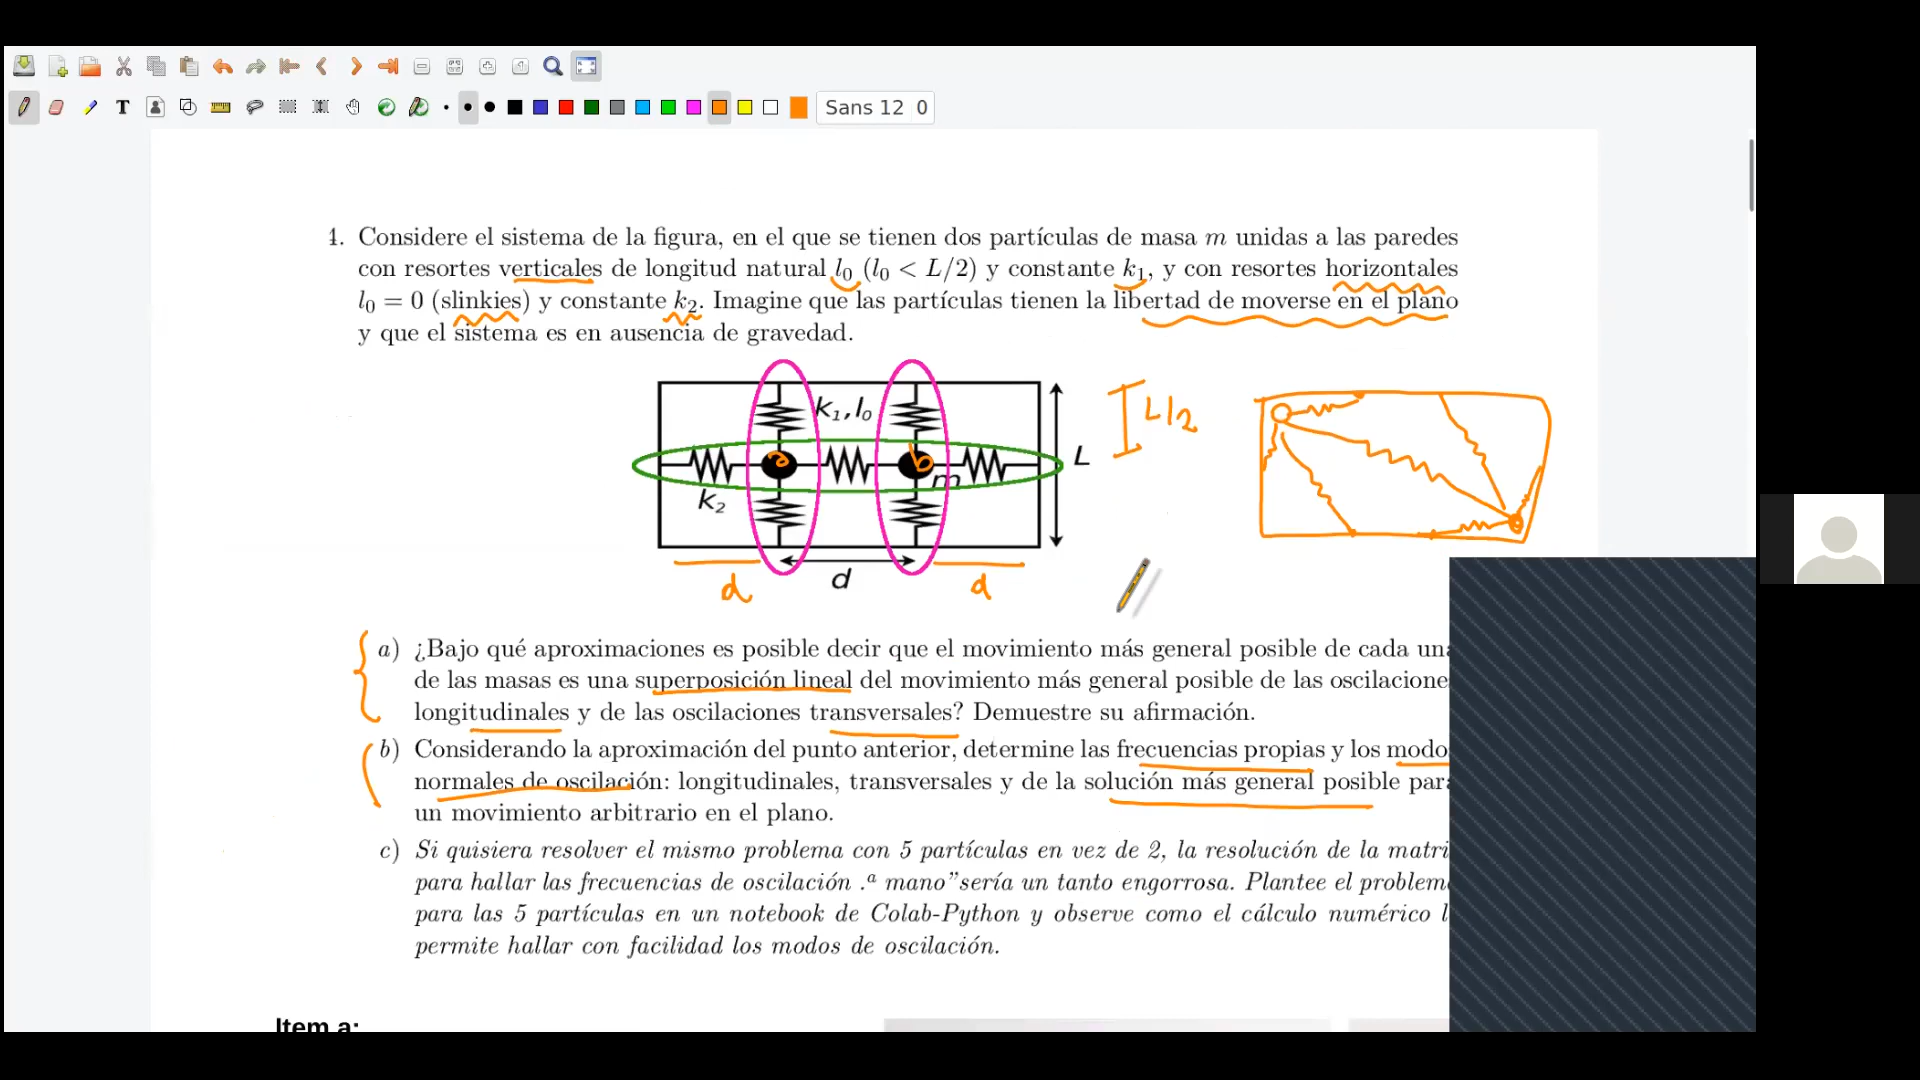 T
Sans 12 0
4. Considere el sistema de la figura, en el que se tienen dos partículas de masa m unidas a las paredes
con resortes verticales de longitud natural l₀ (l₀ < L/2) y constante k₁, y con resortes horizontales
l₀ = 0 (slinkies) y constante k₂. Imagine que las partículas tienen la libertad de moverse en el plano
y que el sistema es en ausencia de gravedad.
k₁, l₀
L/2
a
b
L
m
k₂
d
d
d
a) ¿Bajo qué aproximaciones es posible decir que el movimiento más general posible de cada una
de las masas es una superposición lineal del movimiento más general posible de las oscilacione
longitudinales y de las oscilaciones transversales? Demuestre su afirmación.
b) Considerando la aproximación del punto anterior, determine las frecuencias propias y los modo
normales de oscilación: longitudinales, transversales y de la solución más general posible para
un movimiento arbitrario en el plano.
c) Si quisiera resolver el mismo problema con 5 partículas en vez de 2, la resolución de la matri
para hallar las frecuencias de oscilación .ª mano" sería un tanto engorrosa. Plantee el problem
para las 5 partículas en un notebook de Colab-Python y observe como el cálculo numérico l
permite hallar con facilidad los modos de oscilación.
Item a: